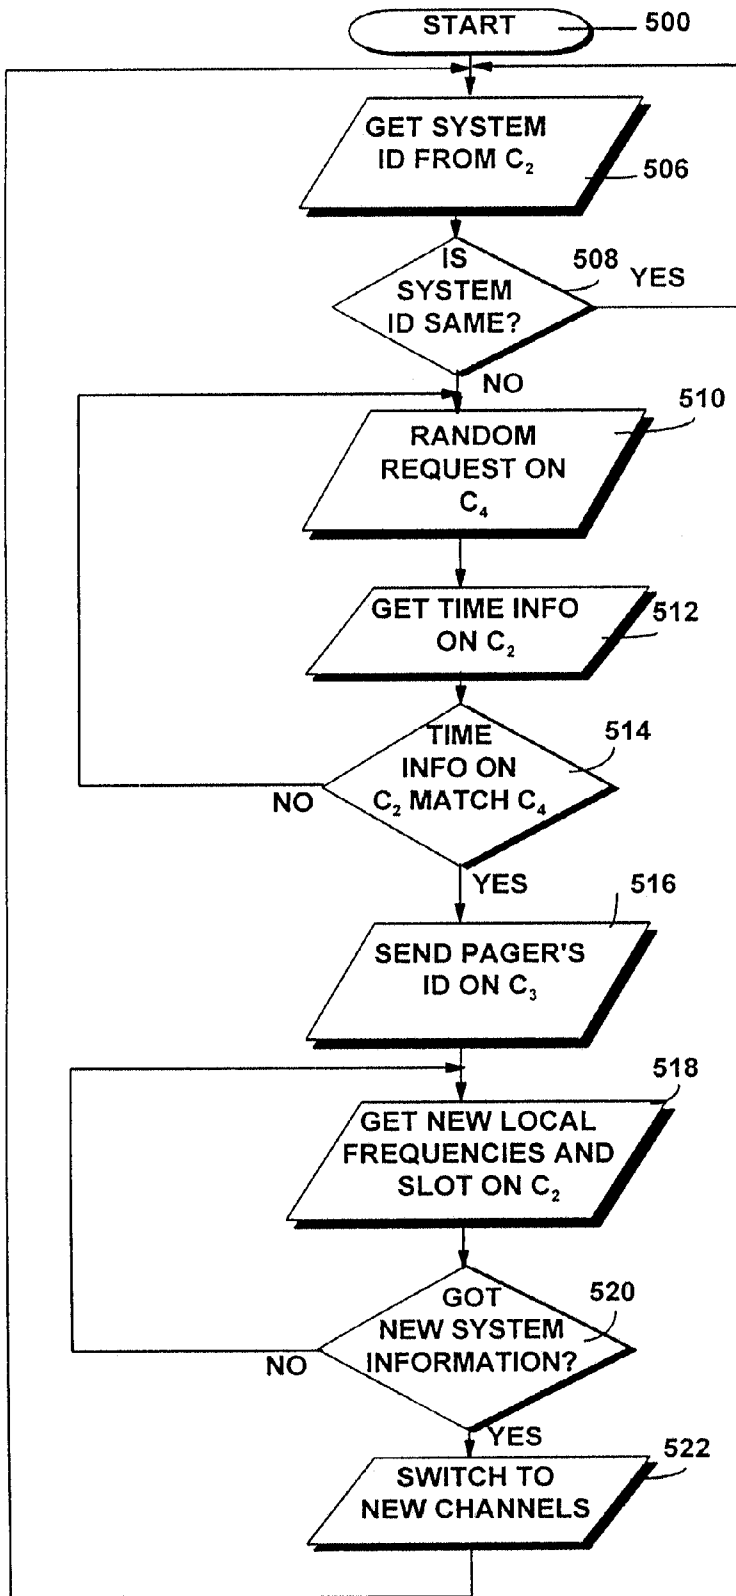 START 500
GET SYSTEM
ID FROM C₂
506
IS
SYSTEM
ID SAME?
508
YES
NO
RANDOM
REQUEST ON
C₄
510
GET TIME INFO
ON C₂
512
TIME
INFO ON
C₂ MATCH C₄
514
NO
YES
SEND PAGER'S
ID ON C₃
516
GET NEW LOCAL
FREQUENCIES AND
SLOT ON C₂
518
GOT
NEW SYSTEM
INFORMATION?
520
NO
YES
SWITCH TO
NEW CHANNELS
522